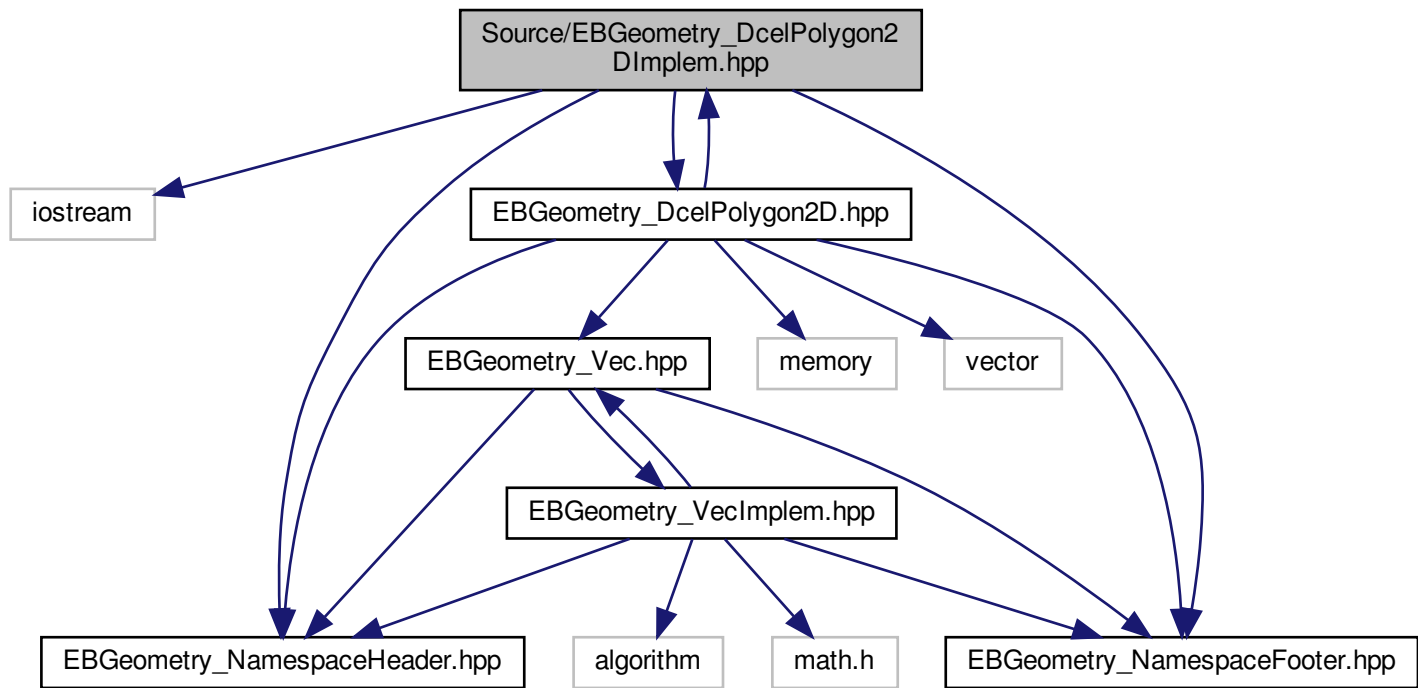 Source/EBGeometry_DcelPolygon2
DImplem.hpp
iostream
EBGeometry_DcelPolygon2D.hpp
EBGeometry_Vec.hpp
memory
vector
EBGeometry_VecImplem.hpp
EBGeometry_NamespaceHeader.hpp
algorithm
math.h
EBGeometry_NamespaceFooter.hpp